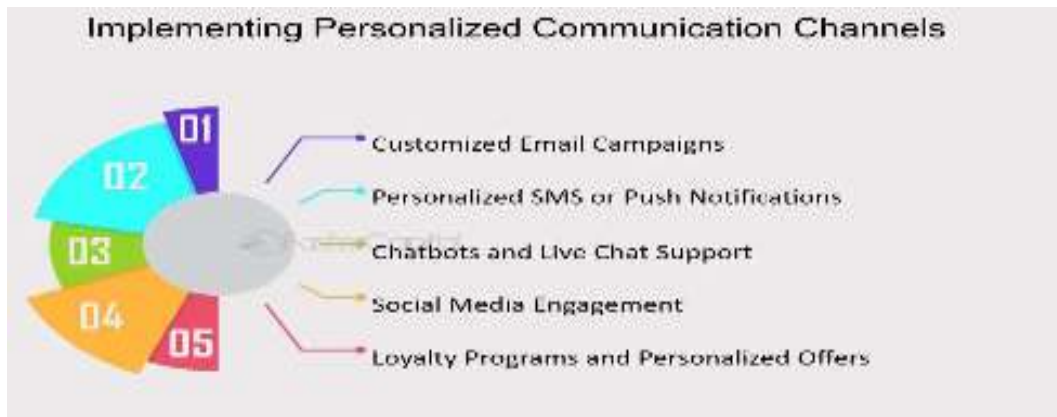 Implementing Personalized Communication Channels
01
Customized Email Campaigns
02
Personalized SMS or Push Notifications
03
Chatbots and Live Chat Support
04
Social Media Engagement
05
Loyalty Programs and Personalized Offers